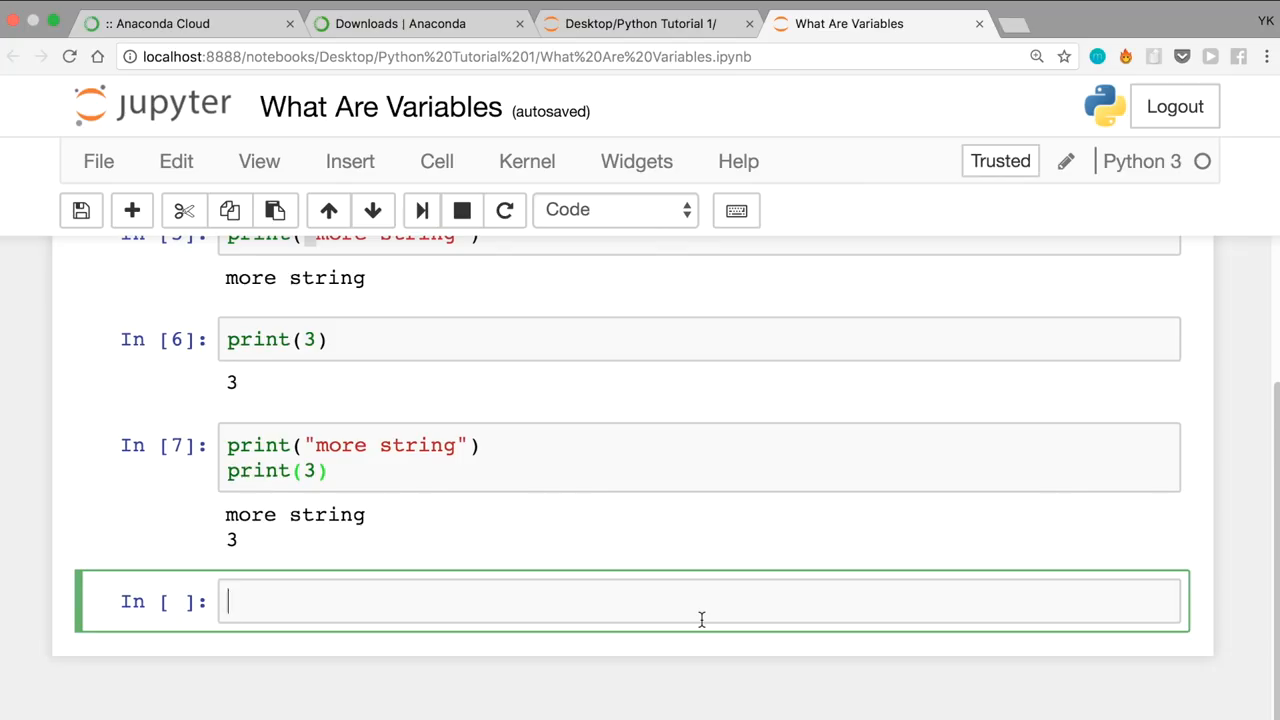 :: Anaconda Cloud
Downloads | Anaconda
Desktop/Python Tutorial 1/
What Are Variables
YK
localhost:8888/notebooks/Desktop/Python%20Tutorial%201/What%20Are%20Variables.ipynb
jupyter What Are Variables (autosaved)
Logout
File Edit View Insert Cell Kernel Widgets Help
Trusted
Python 3
Code
In [5]: print("more string")
more string
In [6]: print(3)
3
In [7]: print("more string")
print(3)
more string
3
In [ ]: